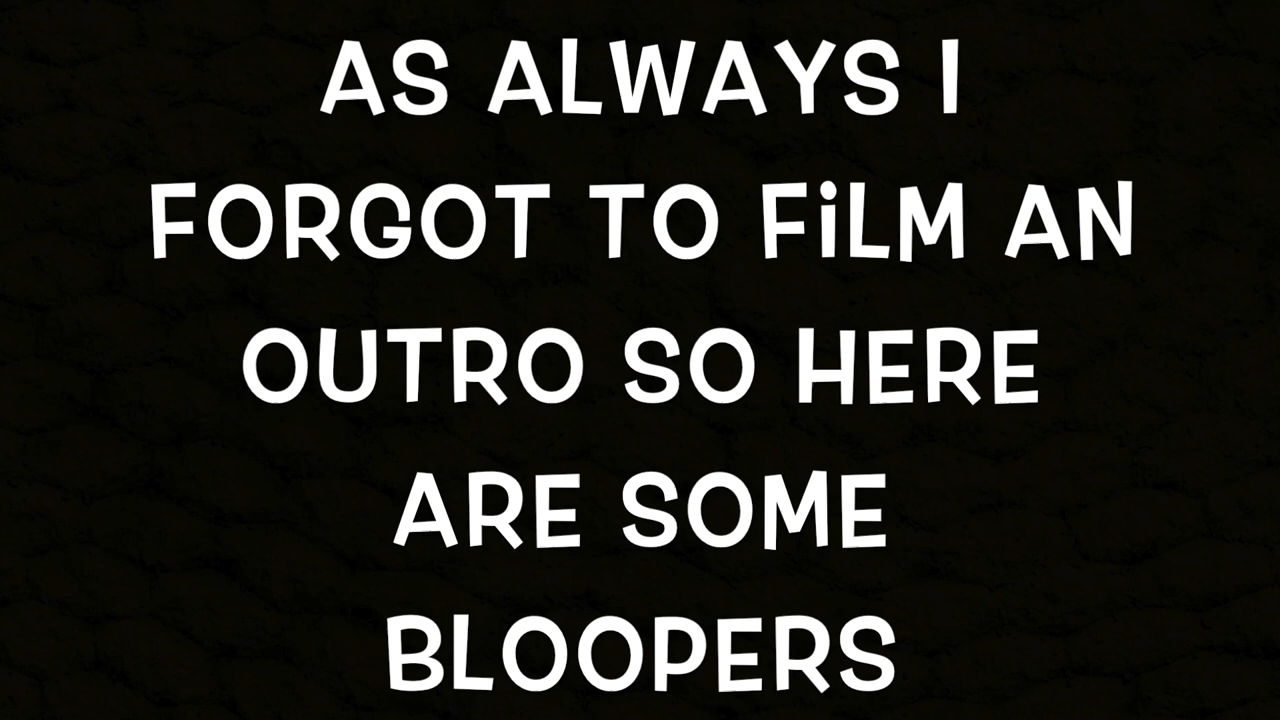 AS ALWAYS I
FORGOT TO FiLM AN
OUTRO SO HERE
ARE SOME
BLOOPERS